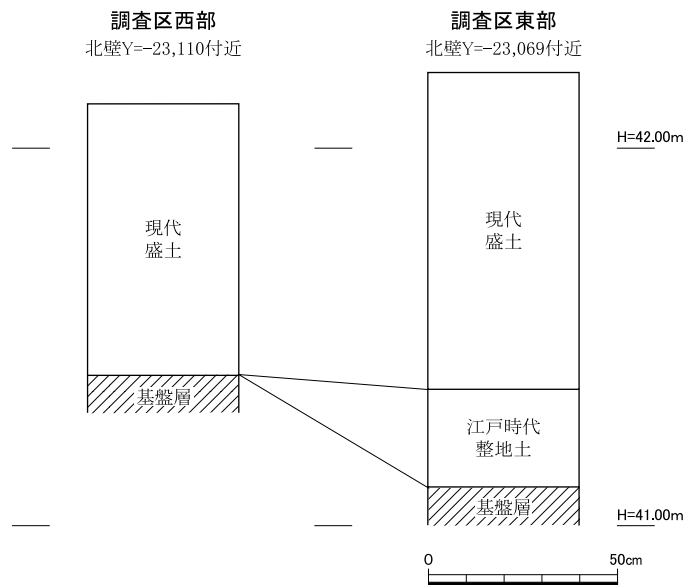 調査区西部
北壁Y=-23,110付近
調査区東部
北壁Y=-23,069付近
H=42.00m
現代
盛土
現代
盛土
基盤層
江戸時代
整地土
基盤層
H=41.00m
0
50cm